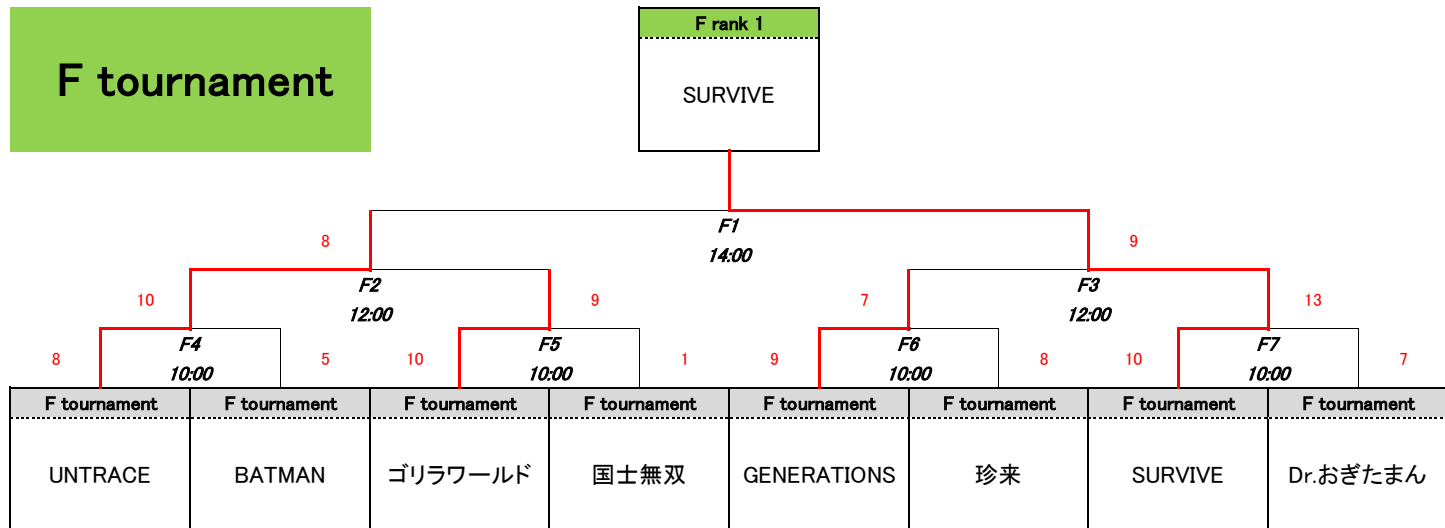 F tournament
F rank 1
SURVIVE
F1
8 9
14:00
F2 F3
10 9 7 13
12:00 12:00
F4 F5 F6 F7
8 5 10 1 9 8 10 7
10:00 10:00 10:00 10:00
F tournament F tournament F tournament F tournament F tournament F tournament F tournament F tournament
UNTRACE BATMAN ゴリラワールド 国士無双 GENERATIONS 珍来 SURVIVE Dr.おぎたまん